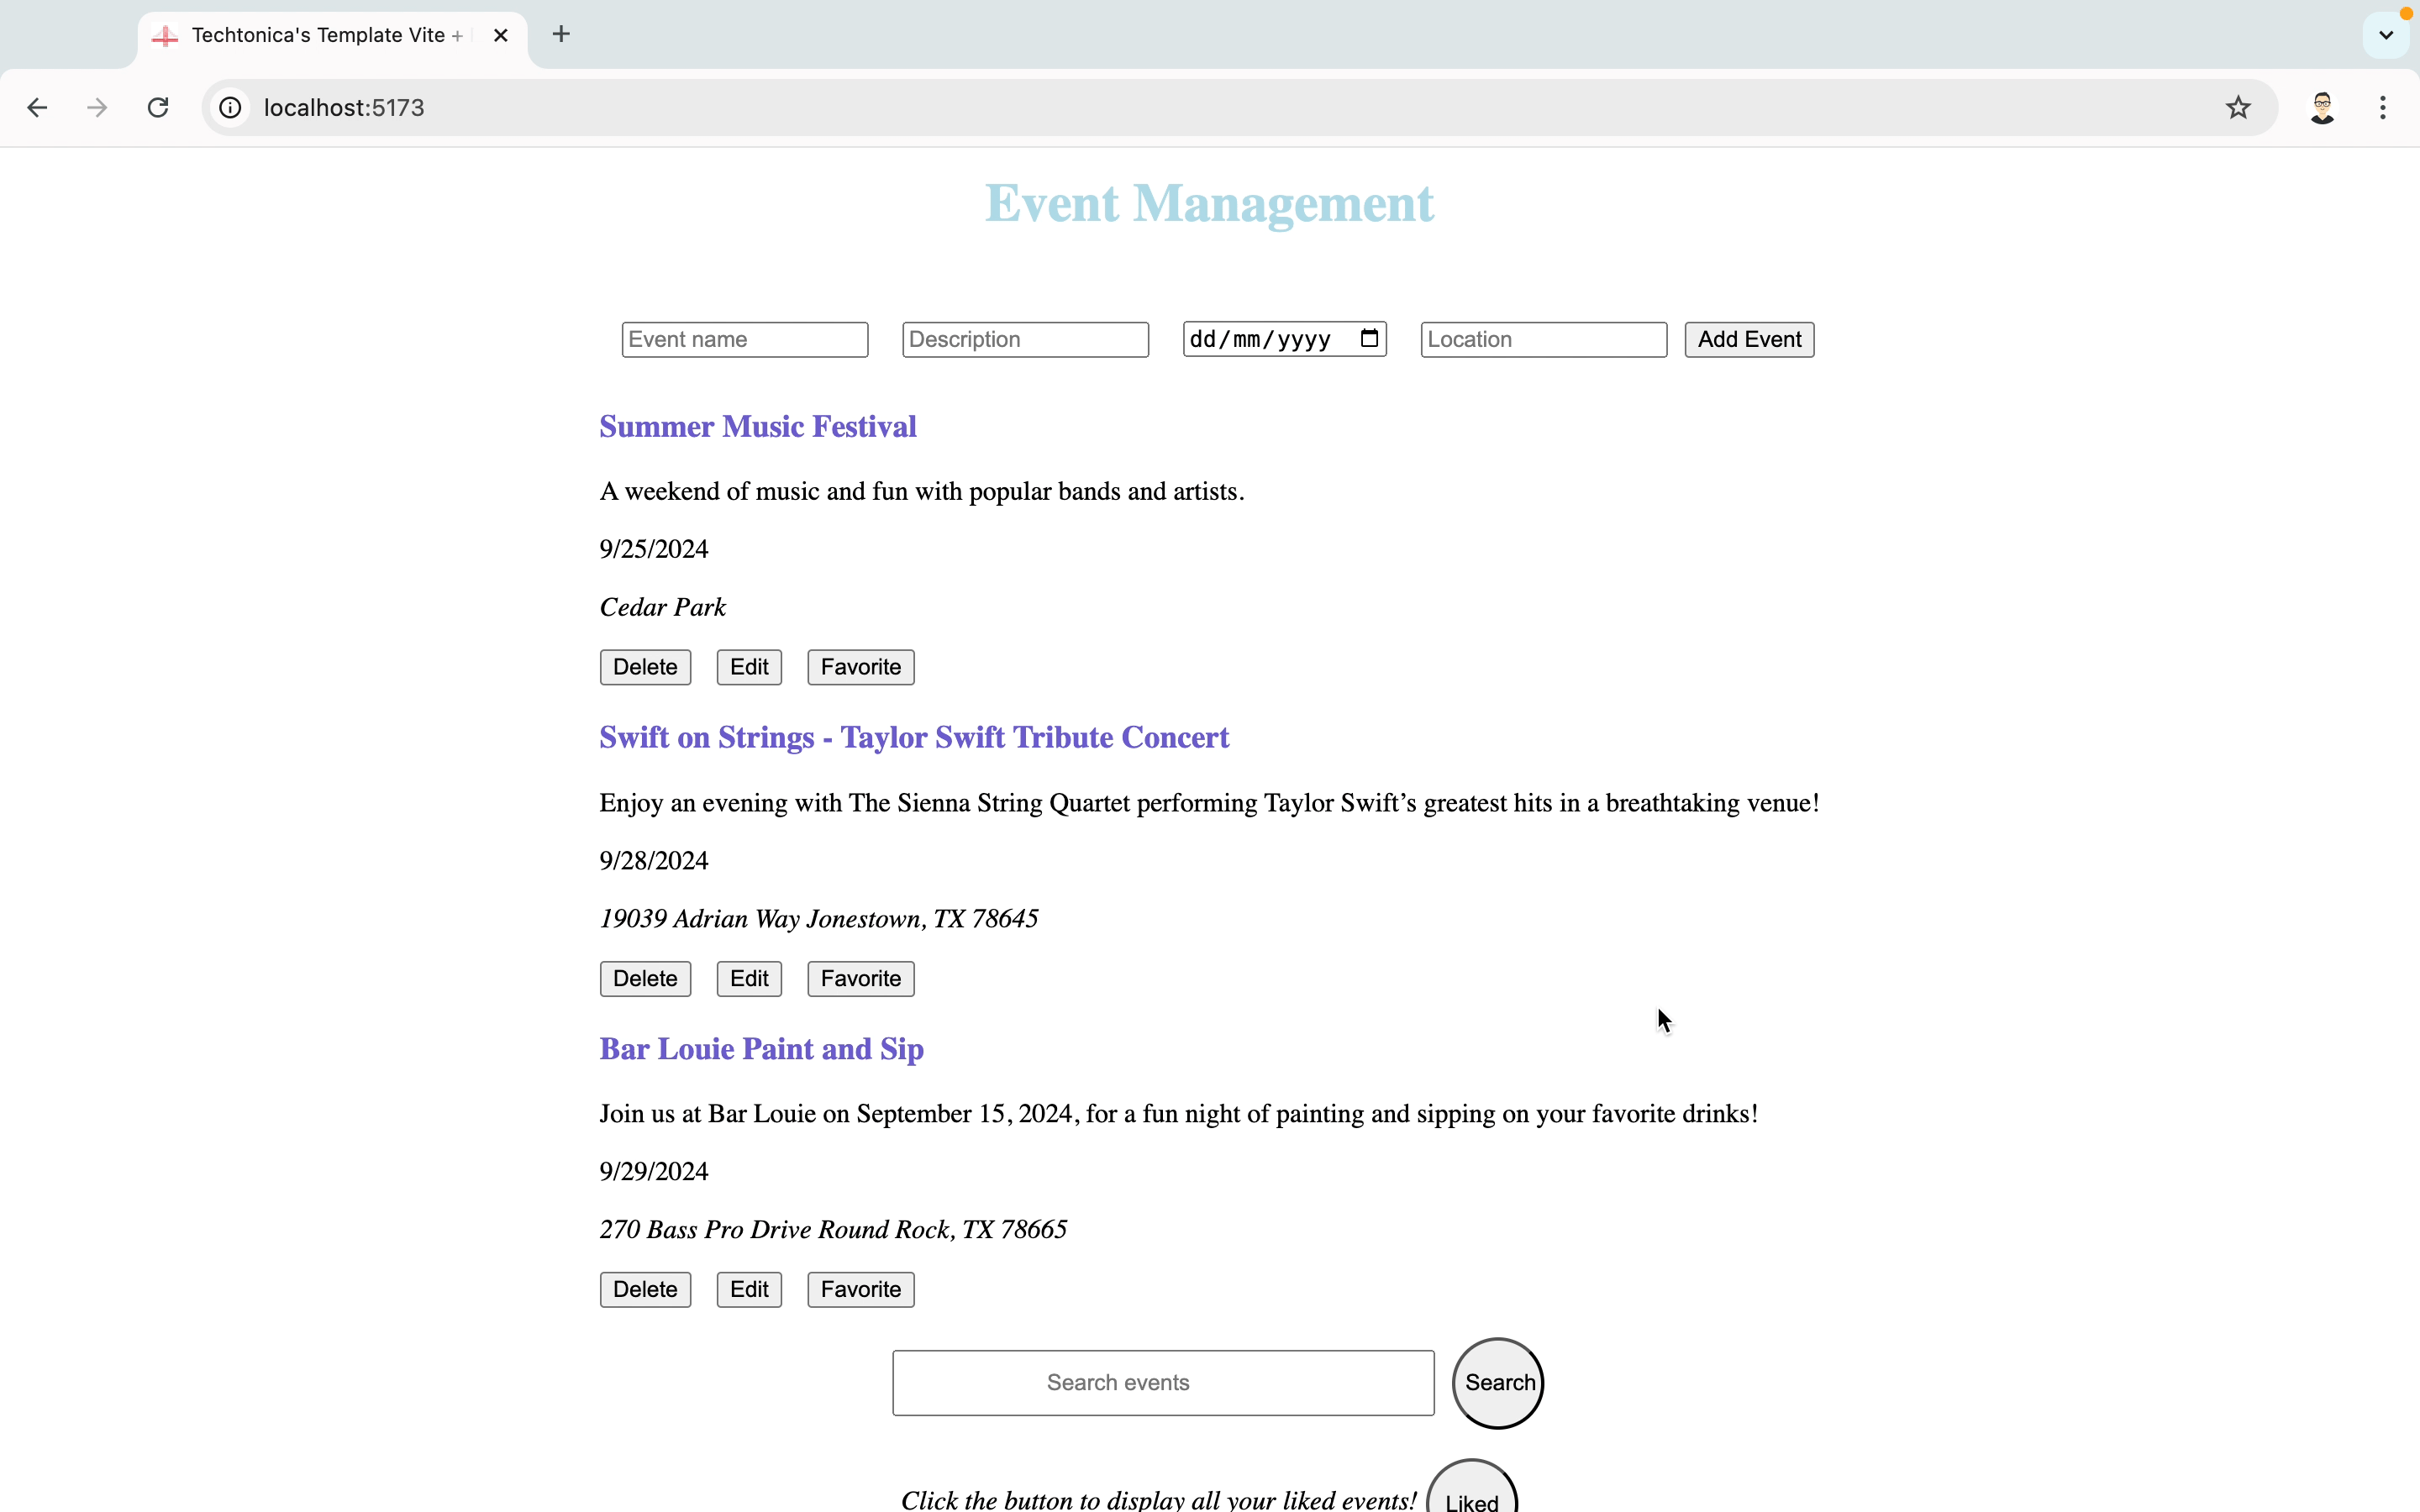 Techtonica's Template Vite +
localhost:5173
Event Management
Event name Description dd/mm/yyyy Location Add Event
Summer Music Festival
A weekend of music and fun with popular bands and artists.
9/25/2024
Cedar Park
Delete Edit Favorite
Swift on Strings - Taylor Swift Tribute Concert
Enjoy an evening with The Sienna String Quartet performing Taylor Swift’s greatest hits in a breathtaking venue!
9/28/2024
19039 Adrian Way Jonestown, TX 78645
Delete Edit Favorite
Bar Louie Paint and Sip
Join us at Bar Louie on September 15, 2024, for a fun night of painting and sipping on your favorite drinks!
9/29/2024
270 Bass Pro Drive Round Rock, TX 78665
Delete Edit Favorite
Search events Search
Click the button to display all your liked events! Liked